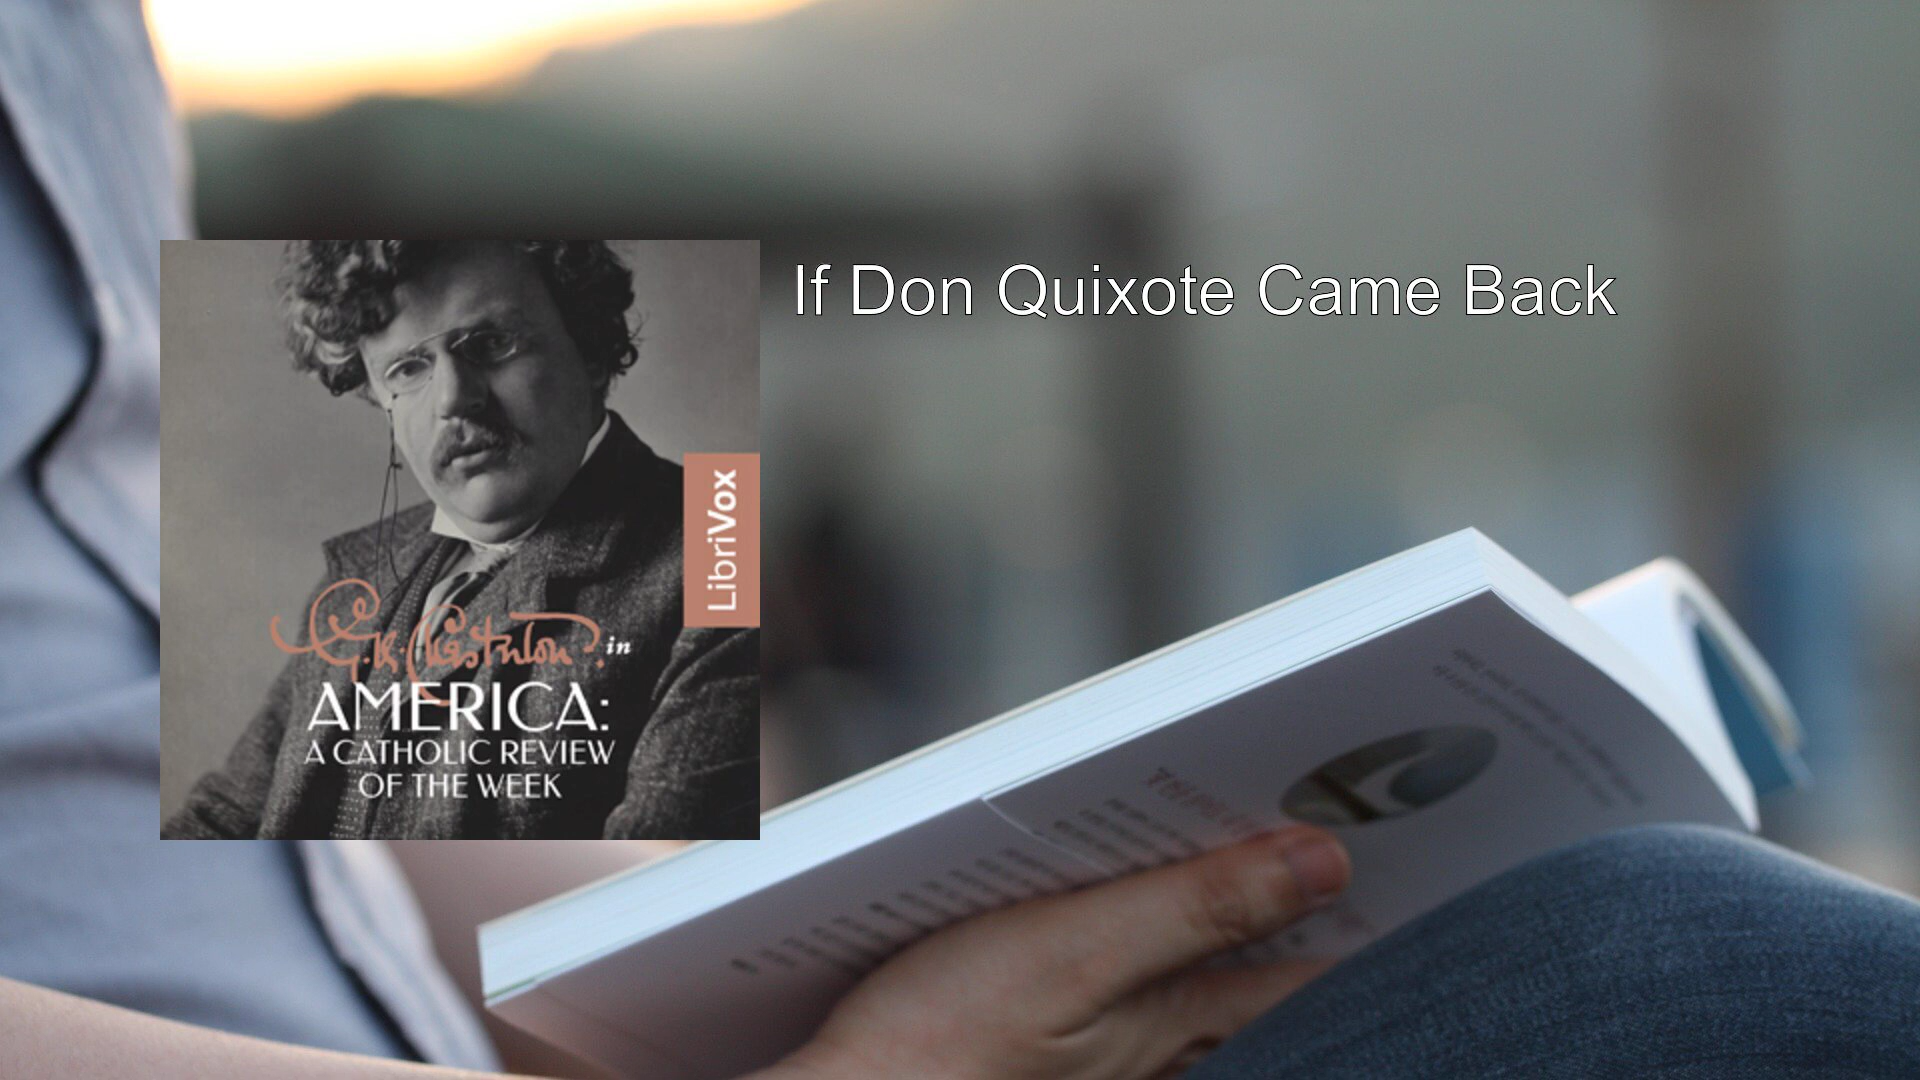 If Don Quixote Came Back
LibriVox
G.K. Chesterton in
AMERICA:
A CATHOLIC REVIEW
OF THE WEEK